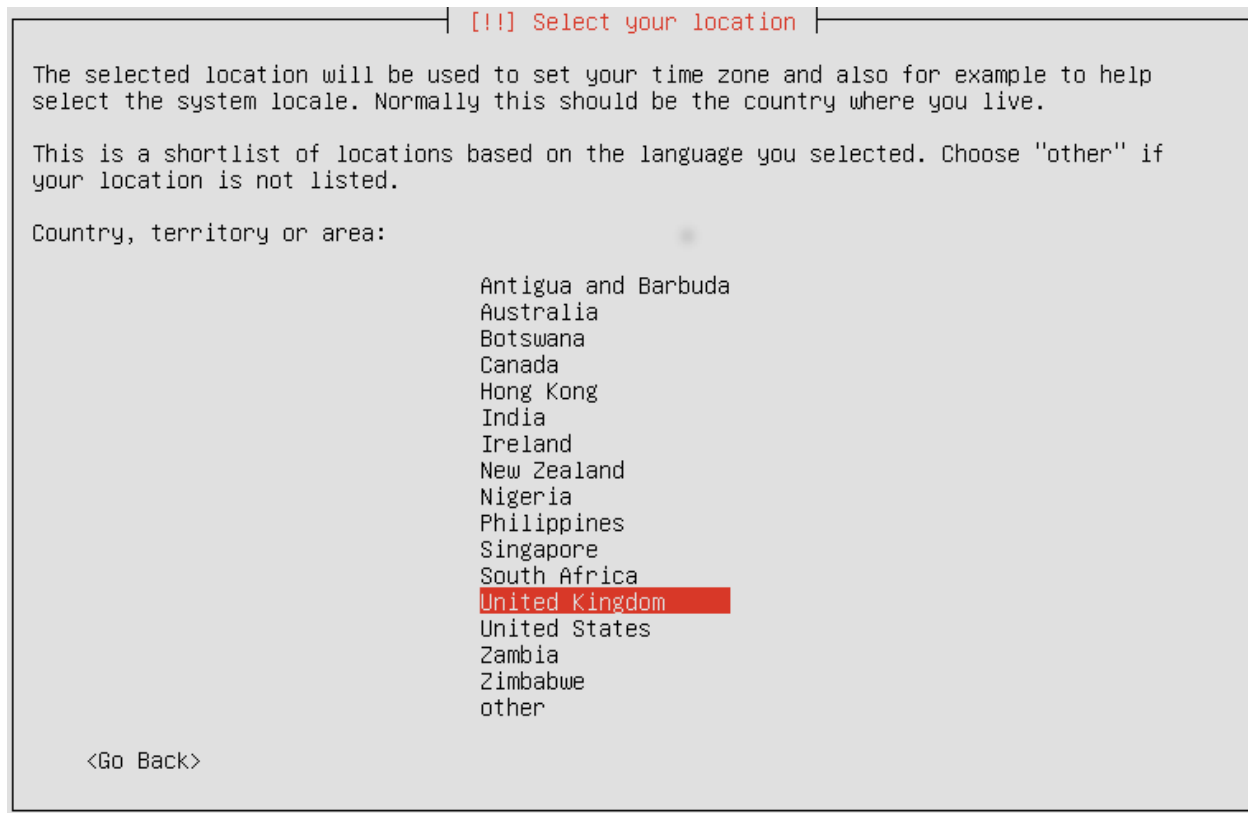 [!!] Select your location
The selected location will be used to set your time zone and also for example to help
select the system locale. Normally this should be the country where you live.
This is a shortlist of locations based on the language you selected. Choose "other" if
your location is not listed.
Country, territory or area:
Antigua and Barbuda
Australia
Botswana
Canada
Hong Kong
India
Ireland
New Zealand
Nigeria
Philippines
Singapore
South Africa
United Kingdom
United States
Zambia
Zimbabwe
other
<Go Back>